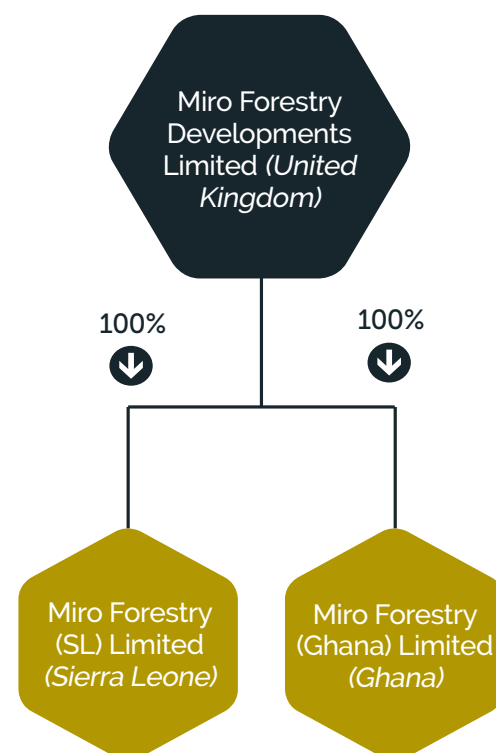 Miro Forestry
Developments
Limited (United
Kingdom)
100%
100%
Miro Forestry
(SL) Limited
(Sierra Leone)
Miro Forestry
(Ghana) Limited
(Ghana)